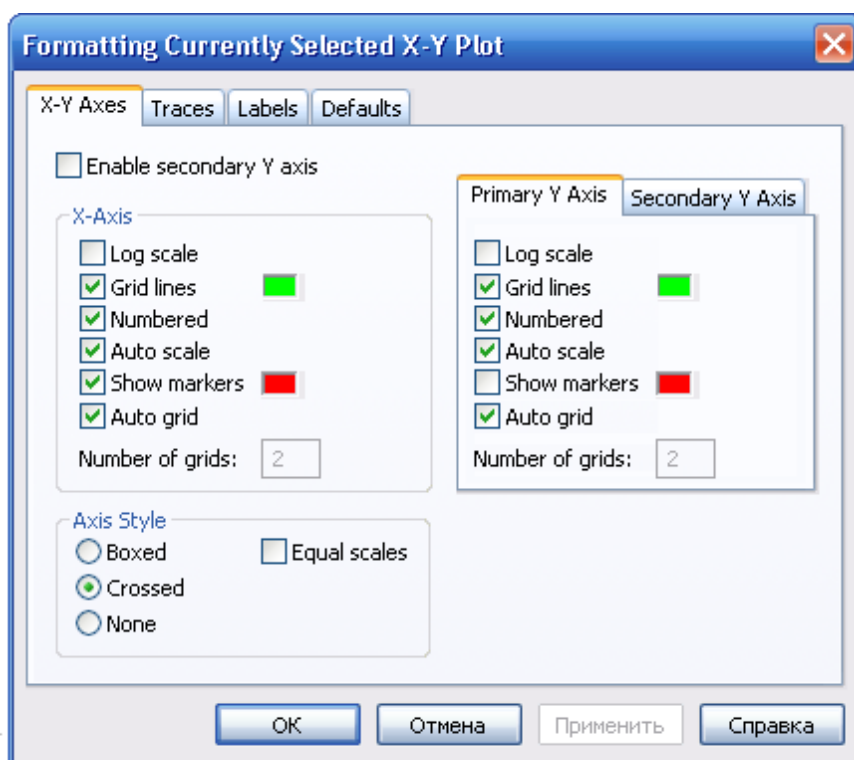 Formatting Currently Selected X-Y Plot
X-Y Axes Traces Labels Defaults
Enable secondary Y axis
X-Axis
Log scale
Grid lines
Numbered
Auto scale
Show markers
Auto grid
Number of grids: 2
Primary Y Axis Secondary Y Axis
Log scale
Grid lines
Numbered
Auto scale
Show markers
Auto grid
Number of grids: 2
Axis Style
Boxed Equal scales
Crossed
None
OK Отмена Применить Справка